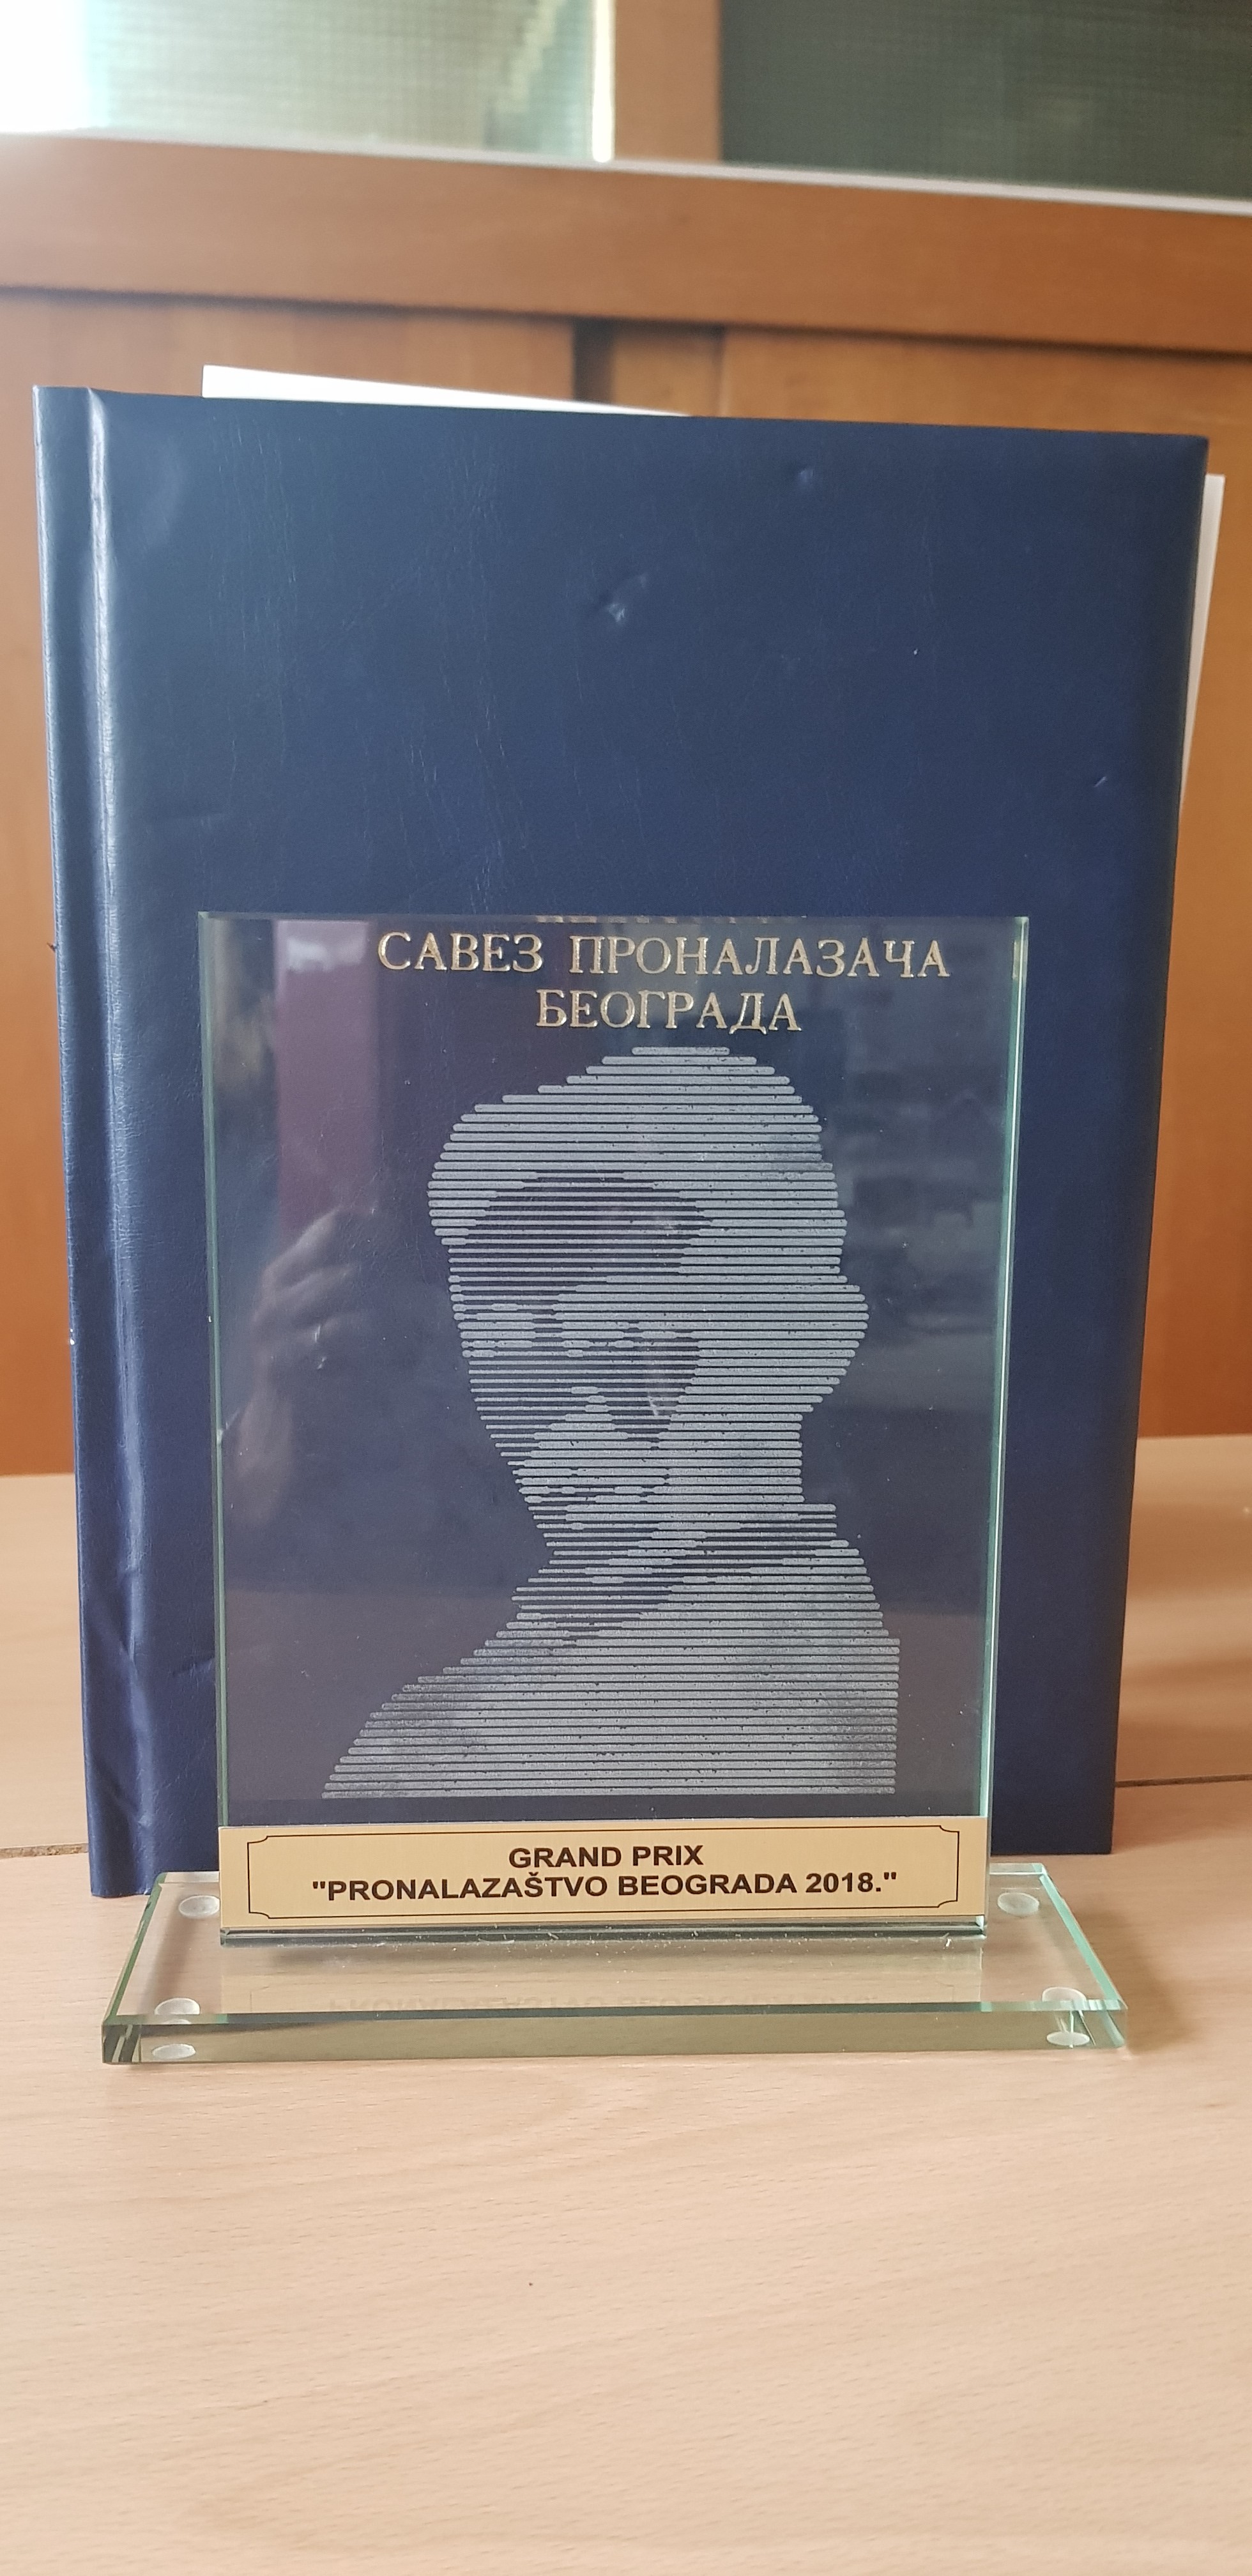 САВЕЗ ПРОНАЛАЗАЧА
БЕОГРАДА
GRAND PRIX
"PRONALAZAŠTVO BEOGRADA 2018."